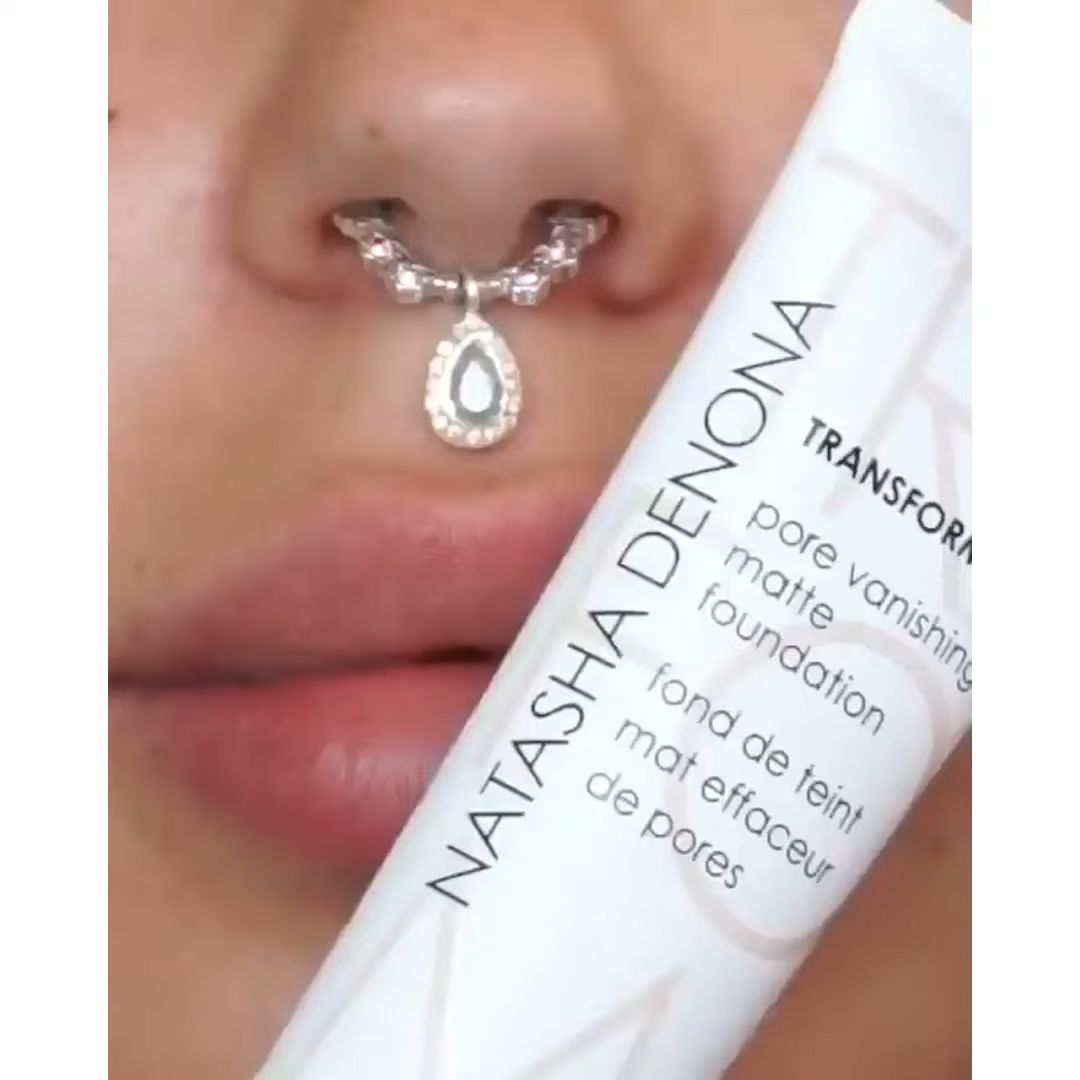 NATASHA DENONA
TRANSFORM
pore vanishing
matte
foundation
fond de teint
mat effaceur
de pores